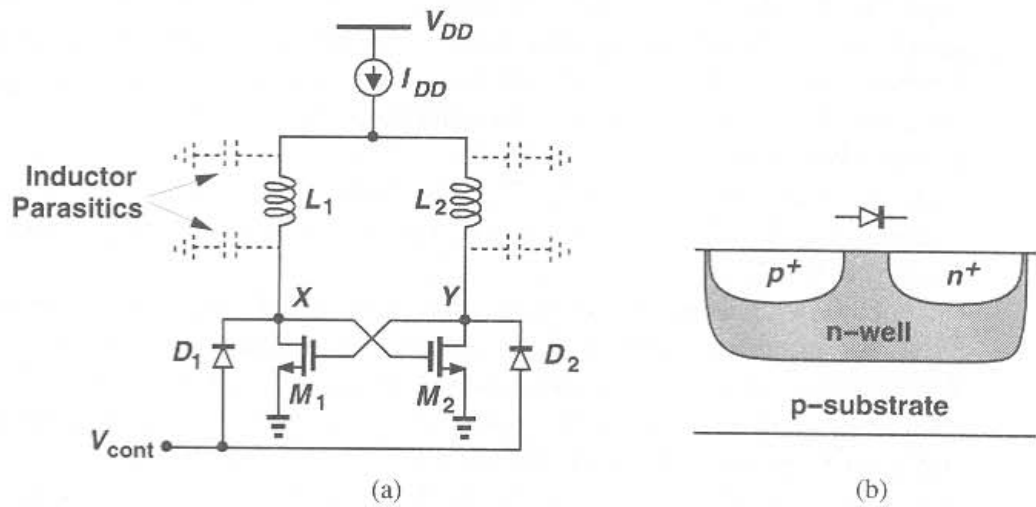 V_DD
I_DD
Inductor
Parasitics
L_1
L_2
X
Y
D_1
M_1
M_2
D_2
V_cont
(a)
p^+
n^+
n-well
p-substrate
(b)